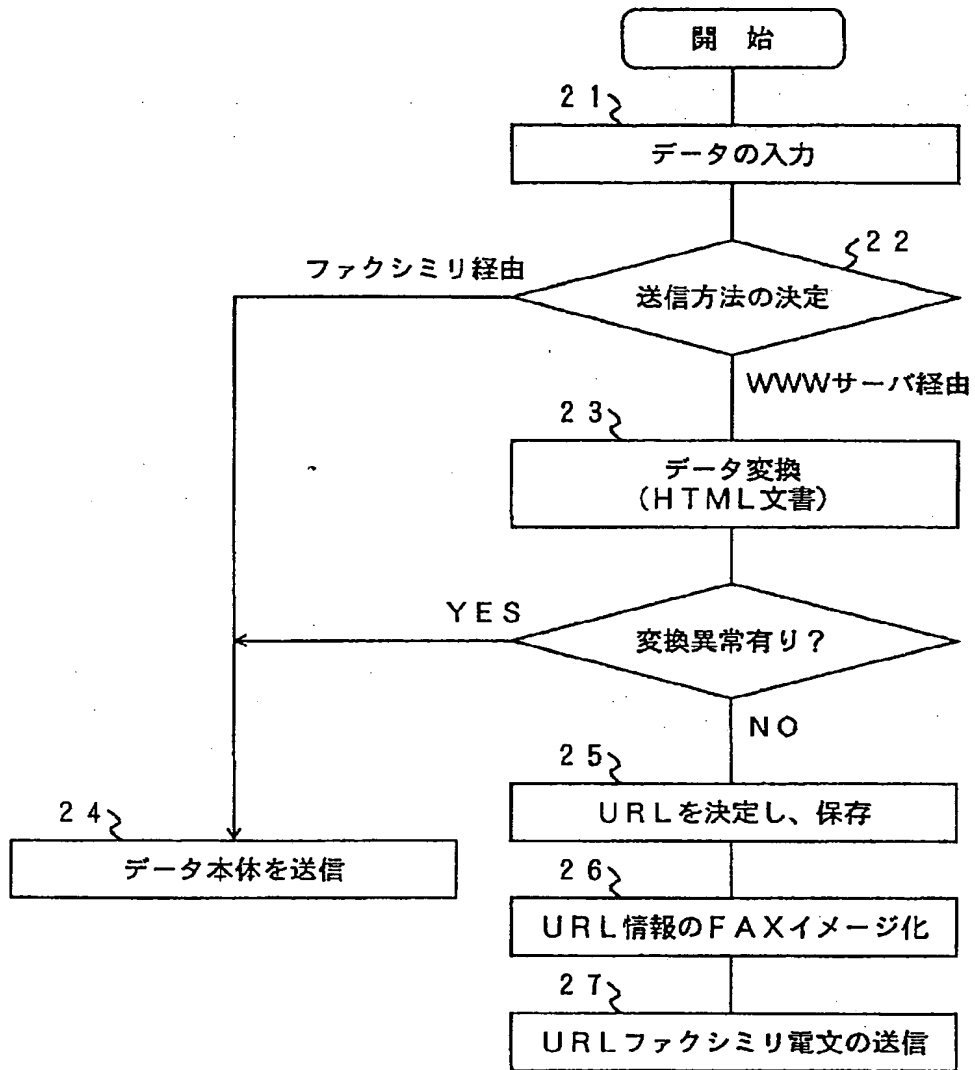 開　始
２１
データの入力
２２
ファクシミリ経由
送信方法の決定
WWWサーバ経由
２３
データ変換
（ＨＴＭＬ文書）
ＹＥＳ
変換異常有り？
ＮＯ
２５
ＵＲＬを決定し、保存
２４
データ本体を送信
２６
ＵＲＬ情報のＦＡＸイメージ化
２７
ＵＲＬファクシミリ電文の送信